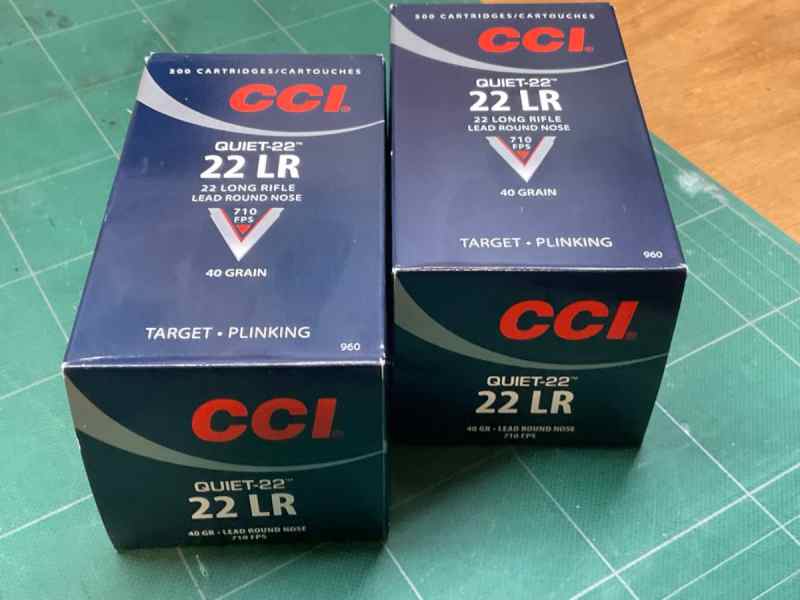 300 CARTRIDGES/CARTOUCHES
CCI®
QUIET-22™
22 LR
22 LONG RIFLE
LEAD ROUND NOSE
710
FPS
40 GRAIN
TARGET • PLINKING
960
CCI®
QUIET-22™
22 LR
40 GR - LEAD ROUND NOSE
710 FPS
300 CARTRIDGES/CARTOUCHES
CCI®
QUIET-22™
22 LR
22 LONG RIFLE
LEAD ROUND NOSE
710
FPS
40 GRAIN
TARGET • PLINKING
960
CCI®
QUIET-22™
22 LR
40 GR - LEAD ROUND NOSE
710 FPS